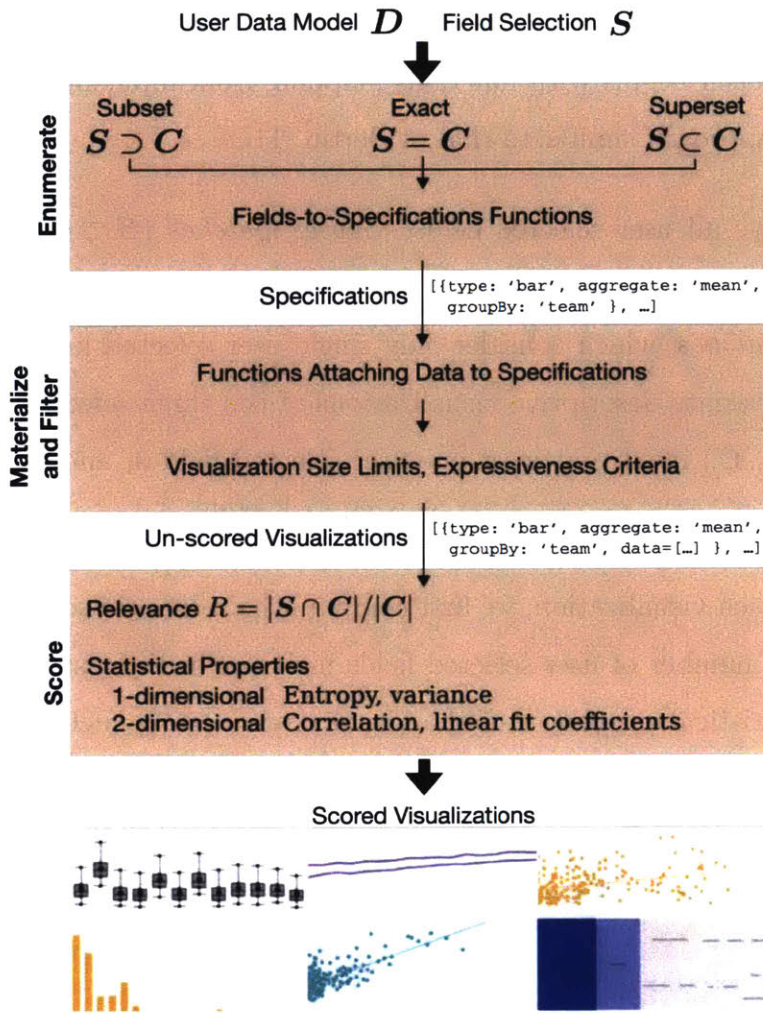 User Data Model D Field Selection S
Subset Exact Superset
S ⊃ C S = C S ⊂ C
Enumerate
Fields-to-Specifications Functions
Specifications [{type: ‘bar’, aggregate: ‘mean’,
groupBy: ‘team’ }, …]
Materialize
and Filter
Functions Attaching Data to Specifications
Visualization Size Limits, Expressiveness Criteria
Un-scored Visualizations [{type: ‘bar’, aggregate: ‘mean’,
groupBy: ‘team’, data=[…] }, …]
Score
Relevance R = |S ∩ C|/|C|
Statistical Properties
1-dimensional Entropy, variance
2-dimensional Correlation, linear fit coefficients
Scored Visualizations